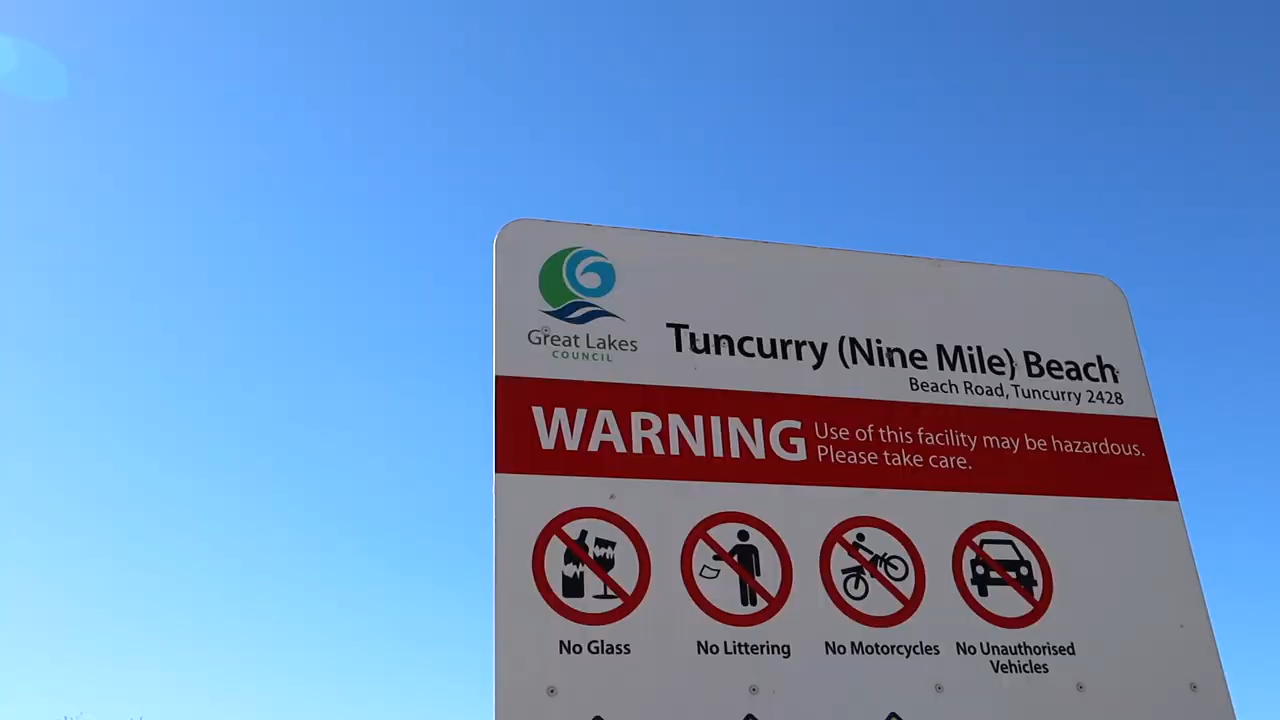 Great Lakes
COUNCIL
Tuncurry (Nine Mile) Beach
Beach Road, Tuncurry 2428
WARNING
Use of this facility may be hazardous.
Please take care.
No Glass
No Littering
No Motorcycles
No Unauthorised
Vehicles